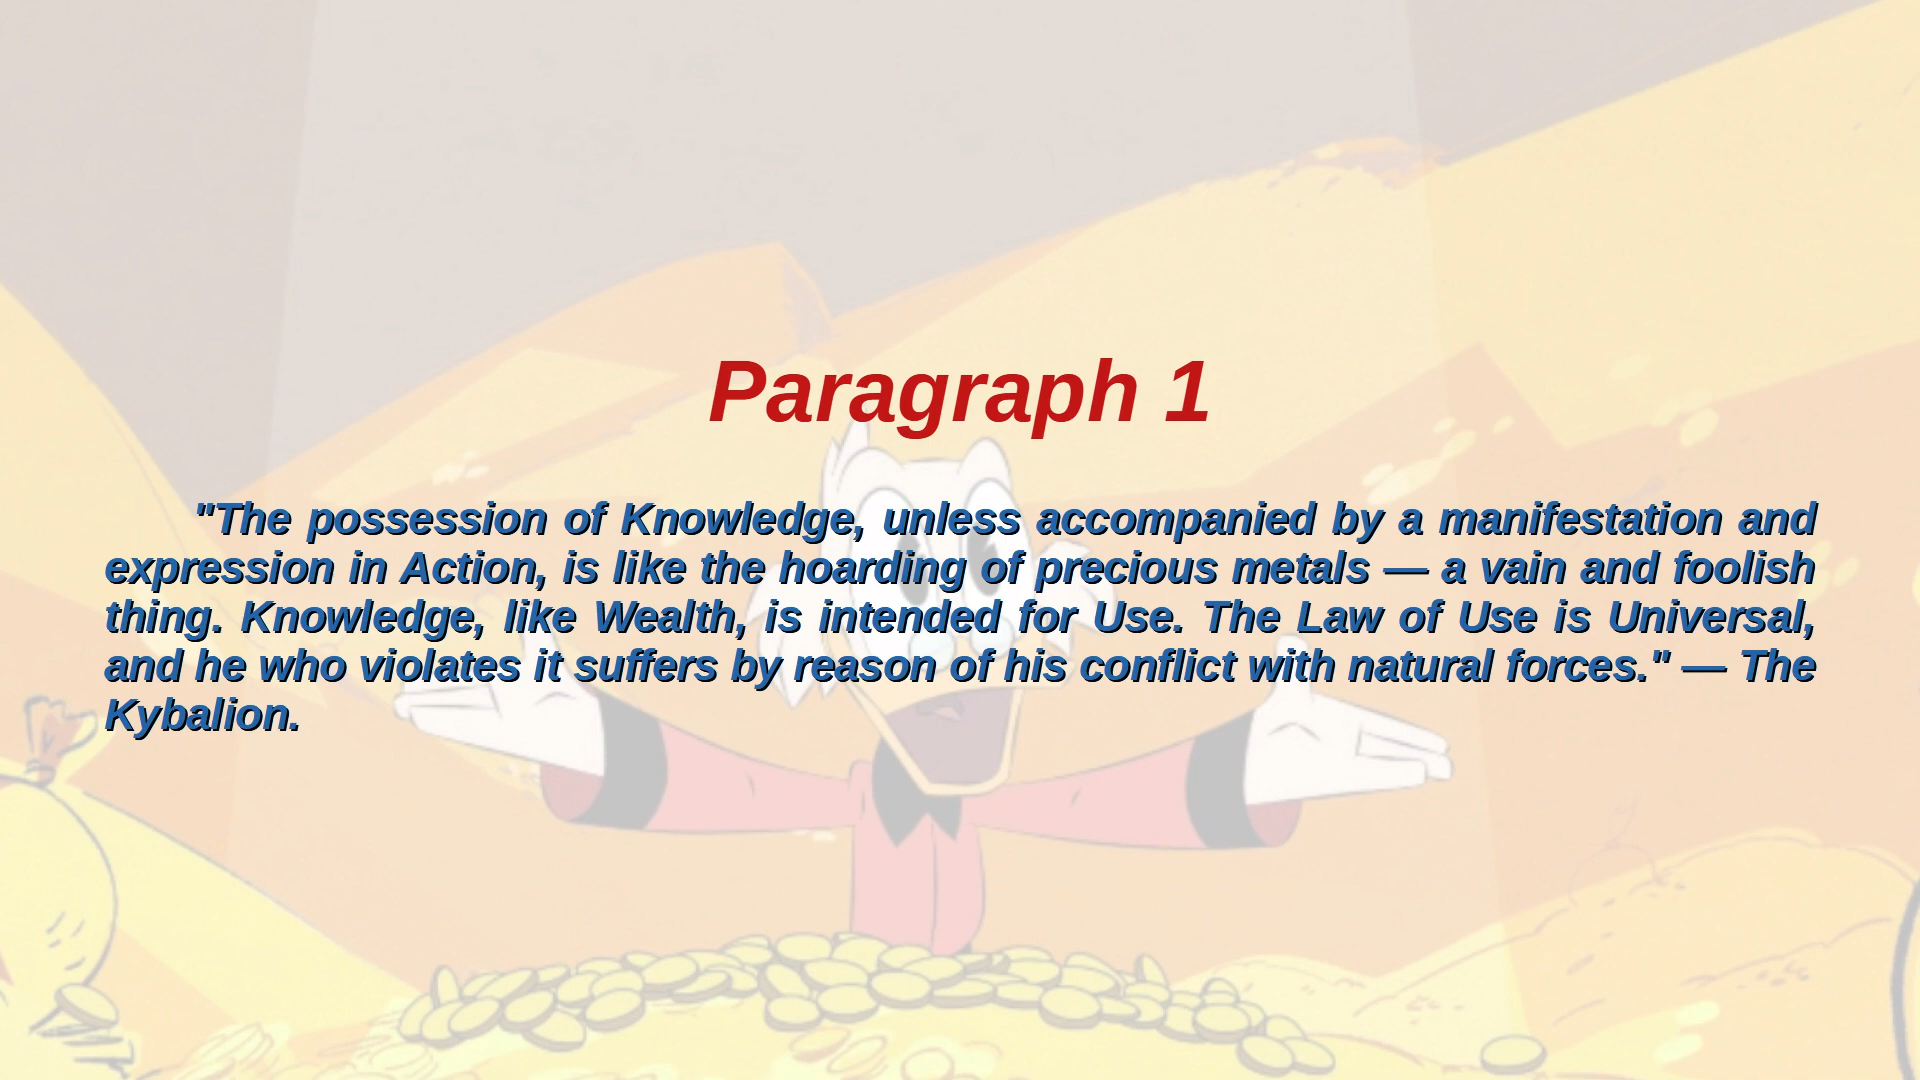 Paragraph 1
"The possession of Knowledge, unless accompanied by a manifestation and
expression in Action, is like the hoarding of precious metals — a vain and foolish
thing. Knowledge, like Wealth, is intended for Use. The Law of Use is Universal,
and he who violates it suffers by reason of his conflict with natural forces." — The
Kybalion.